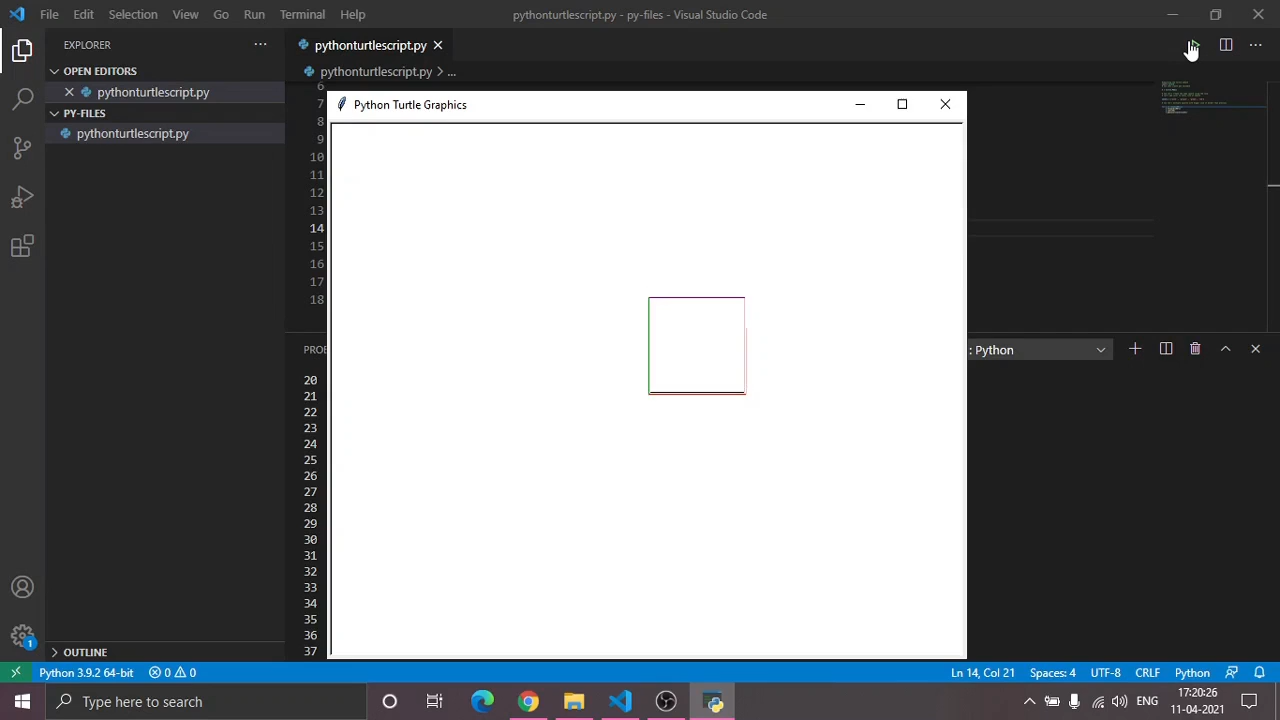 File Edit Selection View Go Run Terminal Help
pythonturtlescript.py - py-files - Visual Studio Code
EXPLORER
pythonturtlescript.py
OPEN EDITORS
pythonturtlescript.py > ...
pythonturtlescript.py
PY-FILES
pythonturtlescript.py
Python Turtle Graphics
6
7
8
9
10
11
12
13
14
15
16
17
18
PROB
: Python
20
21
22
23
24
25
26
27
28
29
30
31
32
33
34
35
36
37
OUTLINE
1
Python 3.9.2 64-bit 0 0
Ln 14, Col 21 Spaces: 4 UTF-8 CRLF Python
Type here to search
ENG
17:20:26
11-04-2021